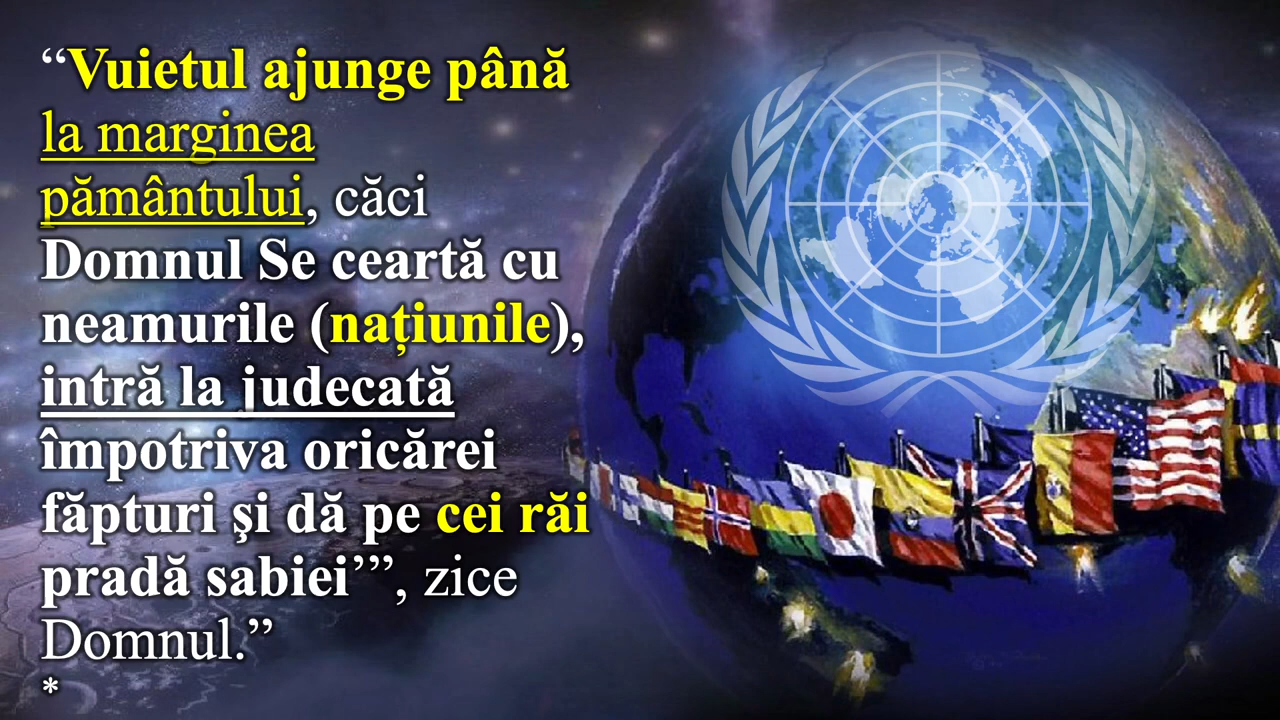 “Vuietul ajunge până
la marginea
pământului, căci
Domnul Se ceartă cu
neamurile (națiunile),
intră la judecată
împotriva oricărei
făpturi şi dă pe cei răi
pradă sabiei’”, zice
Domnul.”
*